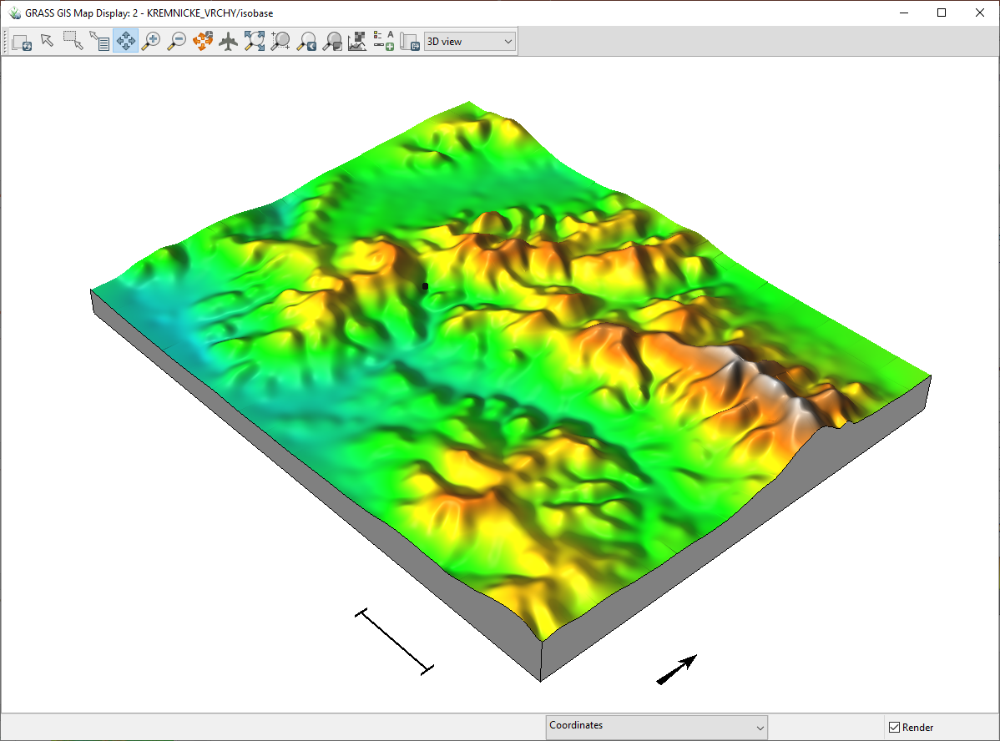 GRASS GIS Map Display: 2 - KREMNICKE_VRCHY/isobase
3D view
Coordinates
Render